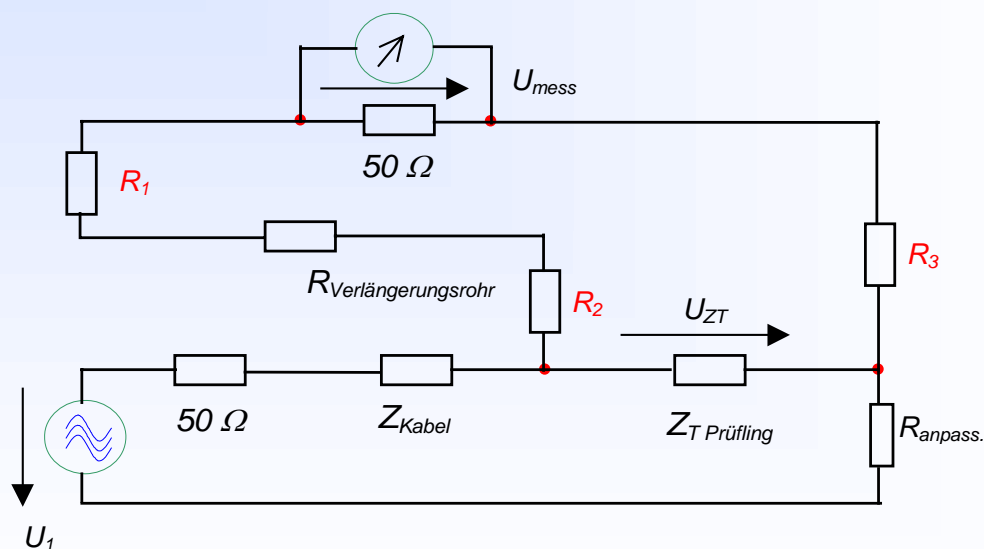 U_mess
50 Ω
R_1
R_3
R_Verlängerungsrohr
R_2
U_ZT
50 Ω
Z_Kabel
Z_T Prüfling
R_anpass.
U_1